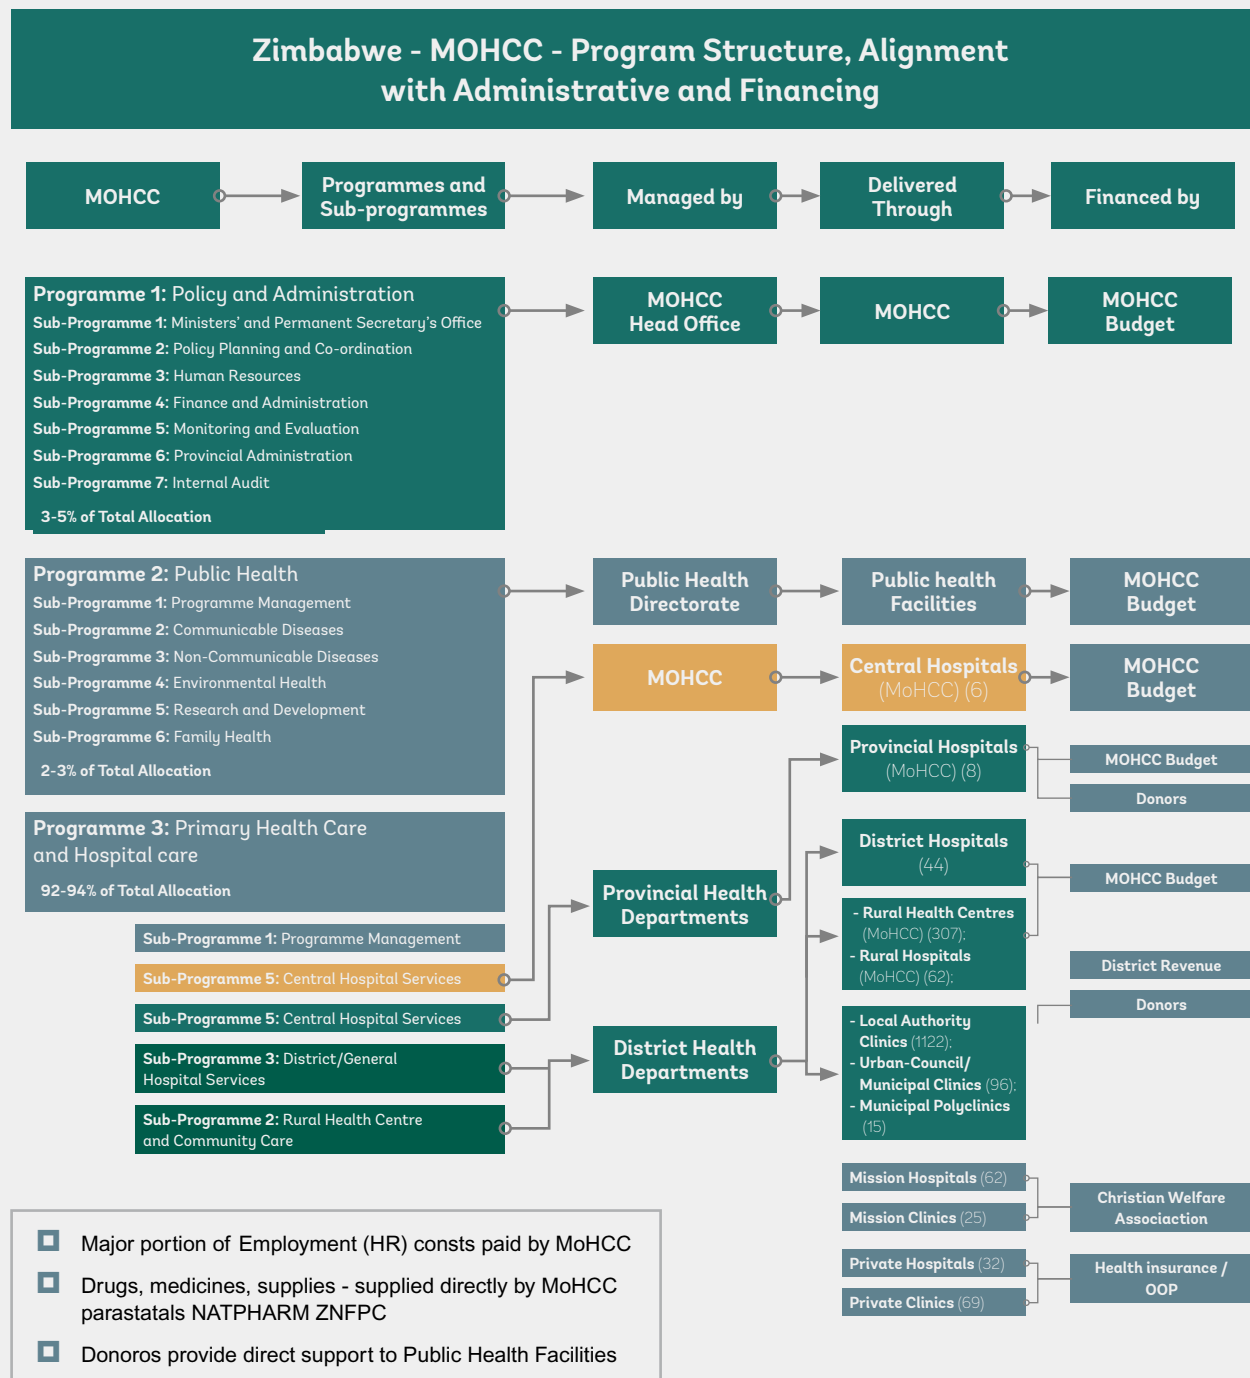 Zimbabwe - MOHCC - Program Structure, Alignment
with Administrative and Financing
MOHCC
Programmes and
Sub-programmes
Managed by
Delivered
Through
Financed by
Programme 1: Policy and Administration
Sub-Programme 1: Ministers' and Permanent Secretary's Office
Sub-Programme 2: Policy Planning and Co-ordination
Sub-Programme 3: Human Resources
Sub-Programme 4: Finance and Administration
Sub-Programme 5: Monitoring and Evaluation
Sub-Programme 6: Provincial Administration
Sub-Programme 7: Internal Audit
3-5% of Total Allocation
MOHCC
Head Office
MOHCC
MOHCC
Budget
Programme 2: Public Health
Sub-Programme 1: Programme Management
Sub-Programme 2: Communicable Diseases
Sub-Programme 3: Non-Communicable Diseases
Sub-Programme 4: Environmental Health
Sub-Programme 5: Research and Development
Sub-Programme 6: Family Health
2-3% of Total Allocation
Public Health
Directorate
Public health
Facilities
MOHCC
Budget
MOHCC
Central Hospitals
(MoHCC) (6)
MOHCC
Budget
Provincial Hospitals
(MoHCC) (8)
MOHCC Budget
Donors
Programme 3: Primary Health Care
and Hospital care
92-94% of Total Allocation
Sub-Programme 1: Programme Management
Sub-Programme 5: Central Hospital Services
Sub-Programme 5: Central Hospital Services
Sub-Programme 3: District/General
Hospital Services
Sub-Programme 2: Rural Health Centre
and Community Care
Provincial Health
Departments
District Health
Departments
District Hospitals
(44)
- Rural Health Centres
(MoHCC) (307);
- Rural Hospitals
(MoHCC) (62);
- Local Authority
Clinics (1122);
- Urban-Council/
Municipal Clinics (96);
- Municipal Polyclinics
(15)
MOHCC Budget
District Revenue
Donors
Mission Hospitals (62)
Mission Clinics (25)
Christian Welfare
Associaction
Private Hospitals (32)
Private Clinics (69)
Health insurance /
OOP
Major portion of Employment (HR) consts paid by MoHCC
Drugs, medicines, supplies - supplied directly by MoHCC
parastatals NATPHARM ZNFPC
Donoros provide direct support to Public Health Facilities